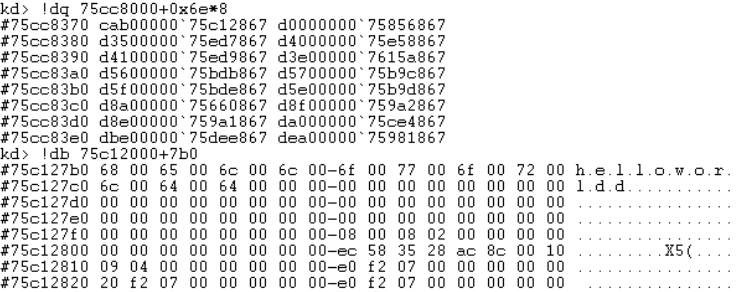 kd> !dq 75cc8000+0x6e*8
#75cc8370 cab00000`75c12867 d0000000`75856867
#75cc8380 d3500000`75ed7867 d4000000`75e58867
#75cc8390 d4100000`75ed9867 d3e00000`7615a867
#75cc83a0 d5600000`75bdb867 d5700000`75b9c867
#75cc83b0 d5f00000`75bde867 d5e00000`75b9d867
#75cc83c0 d8a00000`75660867 d8f00000`759a2867
#75cc83d0 d8e00000`759a1867 da000000`75ce4867
#75cc83e0 dbe00000`75dee867 dea00000`75981867
kd> !db 75c12000+7b0
#75c127b0 68 00 65 00 6c 00 6c 00-6f 00 77 00 6f 00 72 00 h.e.l.l.o.w.o.r.
#75c127c0 6c 00 64 00 64 00 00 00-00 00 00 00 00 00 00 00 l.d.d...........
#75c127d0 00 00 00 00 00 00 00 00-00 00 00 00 00 00 00 00 ................
#75c127e0 00 00 00 00 00 00 00 00-00 00 00 00 00 00 00 00 ................
#75c127f0 00 00 00 00 00 00 00 00-08 00 08 02 00 00 00 00 ................
#75c12800 00 00 00 00 00 00 00 00-ec 58 35 28 ac 8c 00 10 .........X5(....
#75c12810 09 04 00 00 00 00 00 00-e0 f2 07 00 00 00 00 00 ................
#75c12820 20 f2 07 00 00 00 00 00-e0 f2 07 00 00 00 00 00  ...............